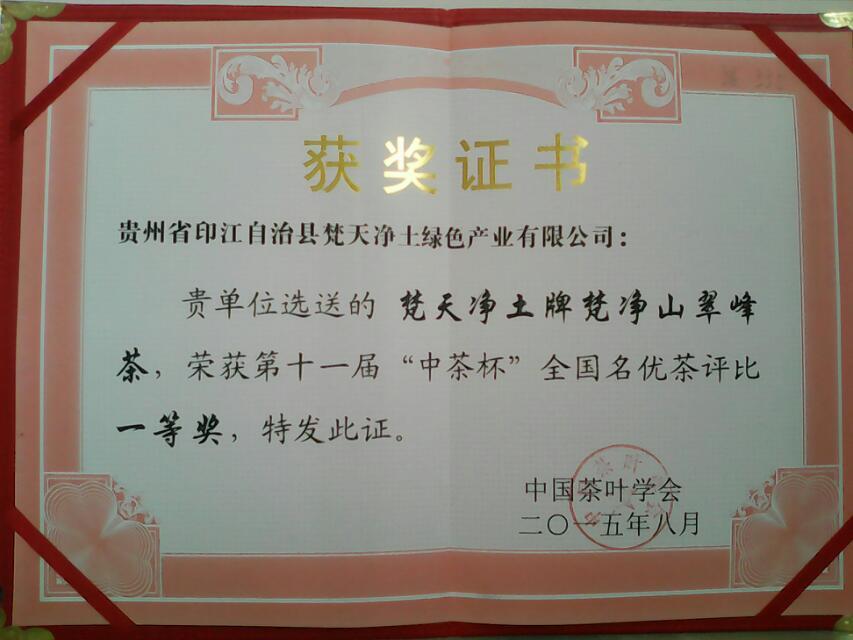 获奖证书
贵州省印江自治县梵天净土绿色产业有限公司：
贵单位选送的 梵天净土牌梵净山翠峰
茶，荣获第十一届“中茶杯”全国名优茶评比
一等奖，特发此证。
中国茶叶学会
二〇一五年八月